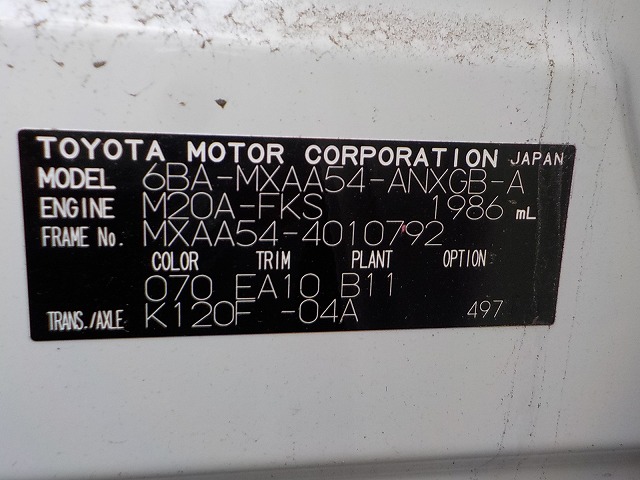 TOYOTA MOTOR CORPORATION JAPAN
MODEL 6BA-MXAA54-ANXGB-A
ENGINE M20A-FKS 1986 mL
FRAME No. MXAA54-4010792
COLOR TRIM PLANT OPTION
070 EA10 B11
TRANS./AXLE K120F -04A 497